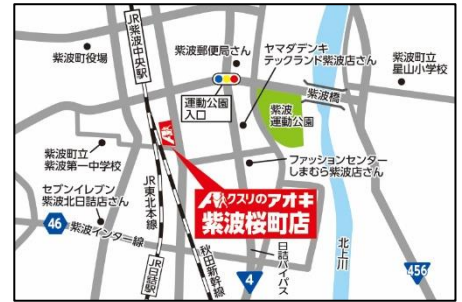 JR紫波中央駅
紫波町役場
紫波郵便局さん
ヤマダデンキ
テックランド紫波店さん
紫波町立
星山小学校
運動公園
入口
紫波橋
紫波
運動公園
紫波町立
紫波第一中学校
ファッションセンター
しまむら紫波店さん
セブンイレブン
紫波北日詰店さん
JR東北本線
クスリのアオキ
紫波桜町店
46
紫波インター線
秋田新幹線
日詰バイパス
北上川
JR日詰駅
4
456